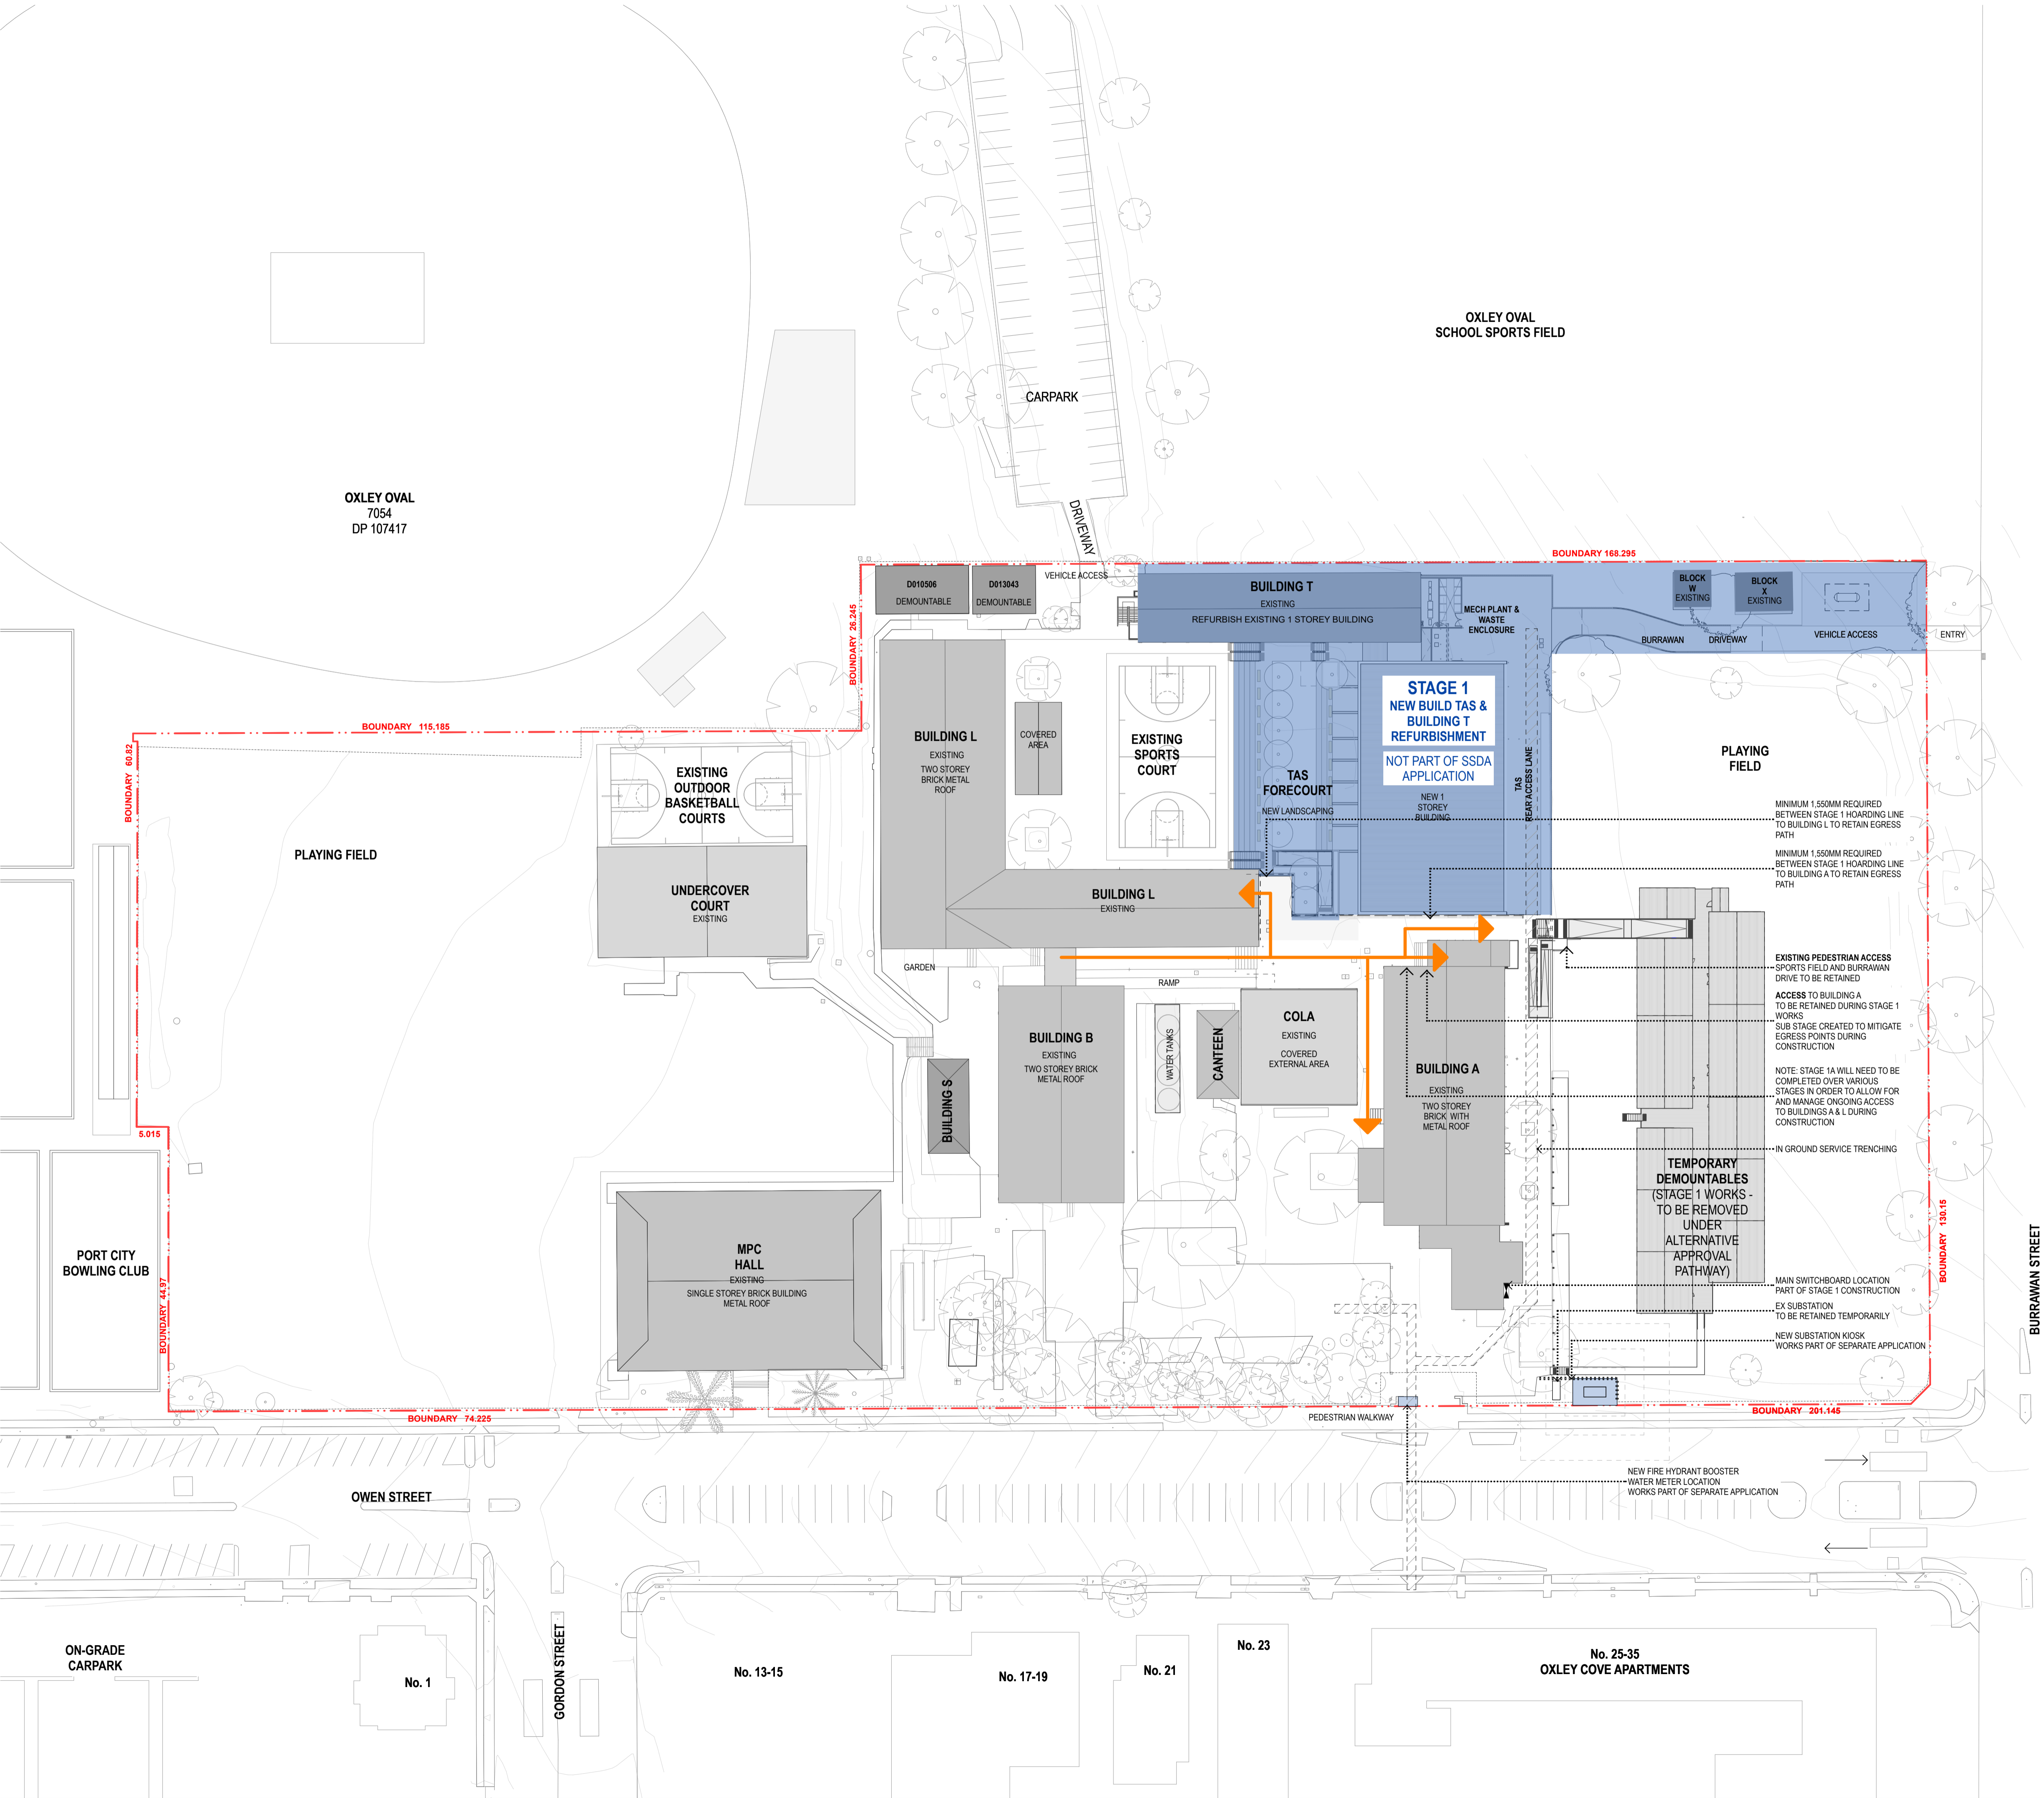 OXLEY OVAL
SCHOOL SPORTS FIELD
CARPARK
OXLEY OVAL
7054
DP 107417
DRIVEWAY
BOUNDARY 168.295
D010506
DEMOUNTABLE
D013043
DEMOUNTABLE
VEHICLE ACCESS
BUILDING T
EXISTING
REFURBISH EXISTING 1 STOREY BUILDING
MECH PLANT &
WASTE
ENCLOSURE
BLOCK
W
EXISTING
BLOCK
X
EXISTING
BURRAWAN
DRIVEWAY
VEHICLE ACCESS
ENTRY
BOUNDARY 26.245
BOUNDARY 115.185
BOUNDARY 60.82
BUILDING L
EXISTING
TWO STOREY
BRICK METAL
ROOF
COVERED
AREA
EXISTING
SPORTS
COURT
TAS
FORECOURT
NEW LANDSCAPING
STAGE 1
NEW BUILD TAS &
BUILDING T
REFURBISHMENT
NOT PART OF SSDA
APPLICATION
NEW 1
STOREY
BUILDING
TAS
REAR ACCESS LANE
PLAYING
FIELD
EXISTING
OUTDOOR
BASKETBALL
COURTS
PLAYING FIELD
UNDERCOVER
COURT
EXISTING
BUILDING L
EXISTING
MINIMUM 1,550MM REQUIRED
BETWEEN STAGE 1 HOARDING LINE
TO BUILDING L TO RETAIN EGRESS
PATH
MINIMUM 1,550MM REQUIRED
BETWEEN STAGE 1 HOARDING LINE
TO BUILDING A TO RETAIN EGRESS
PATH
EXISTING PEDESTRIAN ACCESS
SPORTS FIELD AND BURRAWAN
DRIVE TO BE RETAINED
ACCESS TO BUILDING A
TO BE RETAINED DURING STAGE 1
WORKS
SUB STAGE CREATED TO MITIGATE
EGRESS POINTS DURING
CONSTRUCTION
NOTE: STAGE 1A WILL NEED TO BE
COMPLETED OVER VARIOUS
STAGES IN ORDER TO ALLOW FOR
AND MANAGE ONGOING ACCESS
TO BUILDINGS A & L DURING
CONSTRUCTION
IN GROUND SERVICE TRENCHING
GARDEN
RAMP
BUILDING B
EXISTING
TWO STOREY BRICK
METAL ROOF
WATER TANKS
CANTEEN
COLA
EXISTING
COVERED
EXTERNAL AREA
BUILDING A
EXISTING
TWO STOREY
BRICK WITH
METAL ROOF
BUILDING S
5.015
TEMPORARY
DEMOUNTABLES
(STAGE 1 WORKS -
TO BE REMOVED
UNDER
ALTERNATIVE
APPROVAL
PATHWAY)
BOUNDARY 130.15
BURRAWAN STREET
PORT CITY
BOWLING CLUB
BOUNDARY 44.97
MPC
HALL
EXISTING
SINGLE STOREY BRICK BUILDING
METAL ROOF
MAIN SWITCHBOARD LOCATION
PART OF STAGE 1 CONSTRUCTION
EX SUBSTATION
TO BE RETAINED TEMPORARILY
NEW SUBSTATION KIOSK
WORKS PART OF SEPARATE APPLICATION
BOUNDARY 74.225
PEDESTRIAN WALKWAY
BOUNDARY 201.145
NEW FIRE HYDRANT BOOSTER
WATER METER LOCATION
WORKS PART OF SEPARATE APPLICATION
OWEN STREET
GORDON STREET
ON-GRADE
CARPARK
No. 1
No. 13-15
No. 17-19
No. 21
No. 23
No. 25-35
OXLEY COVE APARTMENTS